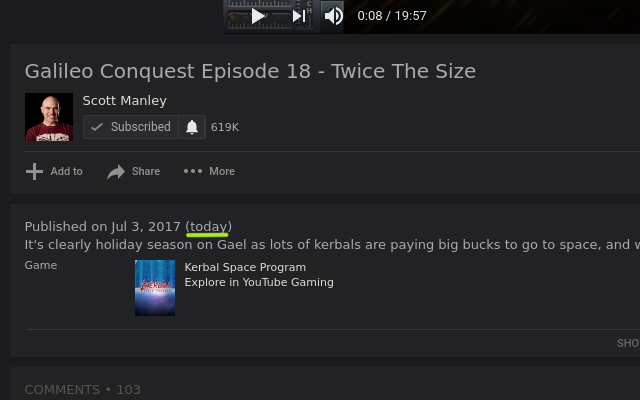 0:08 / 19:57
Galileo Conquest Episode 18 - Twice The Size
Scott Manley
Subscribed 619K
Add to Share More
Published on Jul 3, 2017 (today)
It's clearly holiday season on Gael as lots of kerbals are paying big bucks to go to space, and
Game
Kerbal Space Program
Explore in YouTube Gaming
SHO
COMMENTS • 103